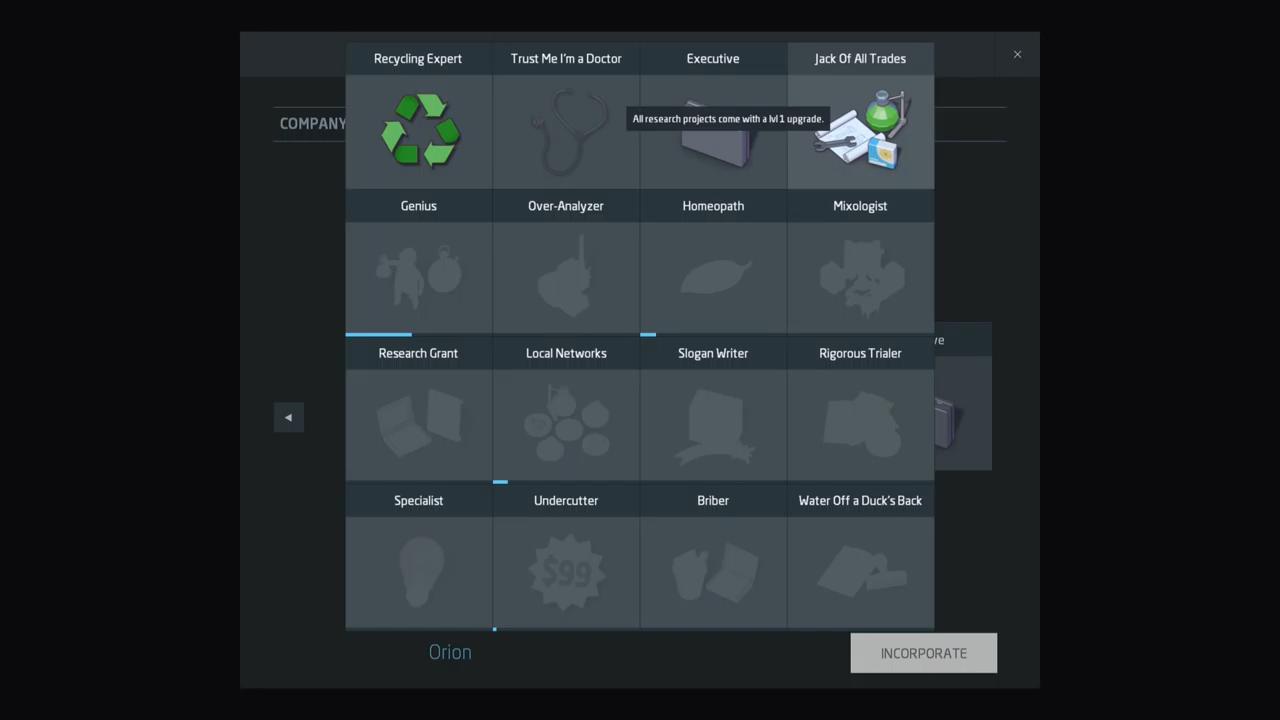 Recycling Expert
Trust Me I'm a Doctor
Executive
Jack Of All Trades
All research projects come with a lvl 1 upgrade.
COMPANY
Genius
Over-Analyzer
Homeopath
Mixologist
ve
Research Grant
Local Networks
Slogan Writer
Rigorous Trialer
Specialist
Undercutter
Briber
Water Off a Duck's Back
$99
Orion
INCORPORATE